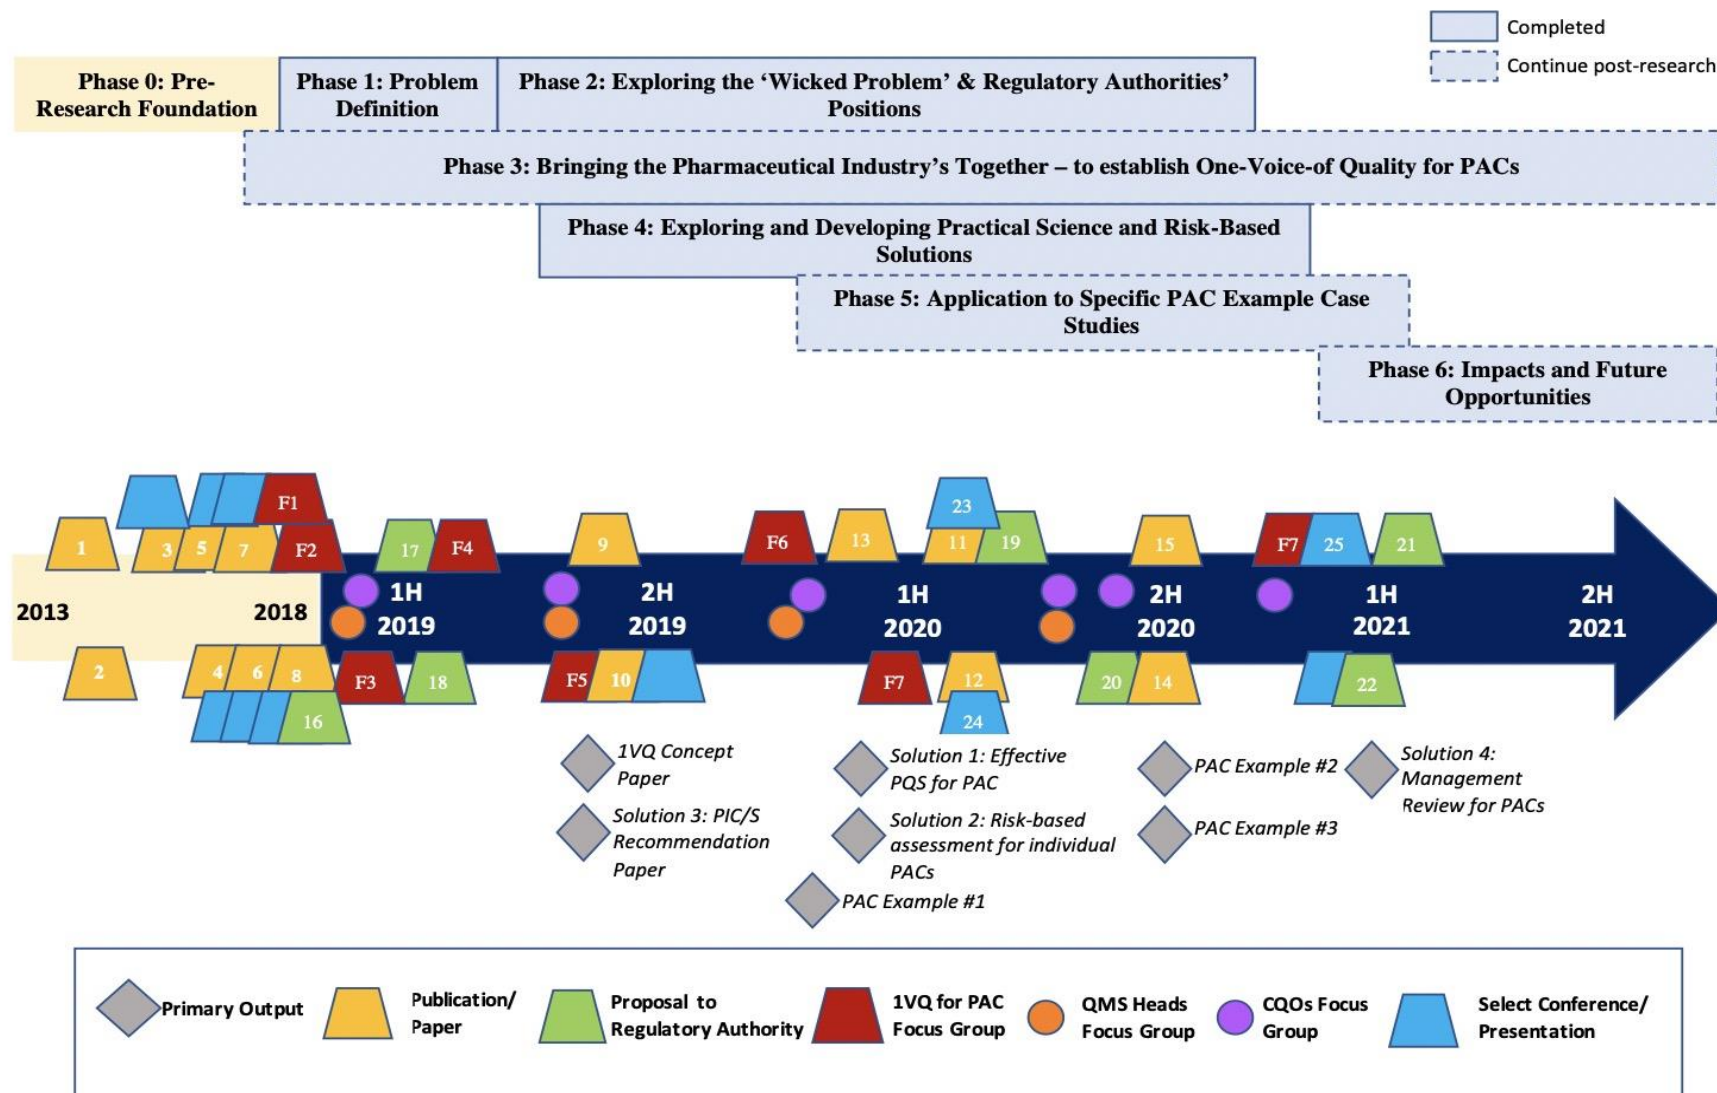 Completed
Continue post-research
Phase 0: Pre-
Research Foundation
Phase 1: Problem
Definition
Phase 2: Exploring the ‘Wicked Problem’ & Regulatory Authorities’
Positions
Phase 3: Bringing the Pharmaceutical Industry’s Together – to establish One-Voice-of Quality for PACs
Phase 4: Exploring and Developing Practical Science and Risk-Based
Solutions
Phase 5: Application to Specific PAC Example Case
Studies
Phase 6: Impacts and Future
Opportunities
F1
23
1
3
5
7
F2
17
F4
9
F6
13
11
19
15
F7
25
21
2013
2018
1H
2019
2H
2019
1H
2020
2H
2020
1H
2021
2H
2021
2
4
6
8
F3
18
F5
10
F7
12
20
14
22
16
24
1VQ Concept
Paper
Solution 3: PIC/S
Recommendation
Paper
Solution 1: Effective
PQS for PAC
Solution 2: Risk-based
assessment for individual
PACs
PAC Example #1
PAC Example #2
PAC Example #3
Solution 4:
Management
Review for PACs
Primary Output
Publication/
Paper
Proposal to
Regulatory Authority
1VQ for PAC
Focus Group
QMS Heads
Focus Group
CQOs Focus
Group
Select Conference/
Presentation